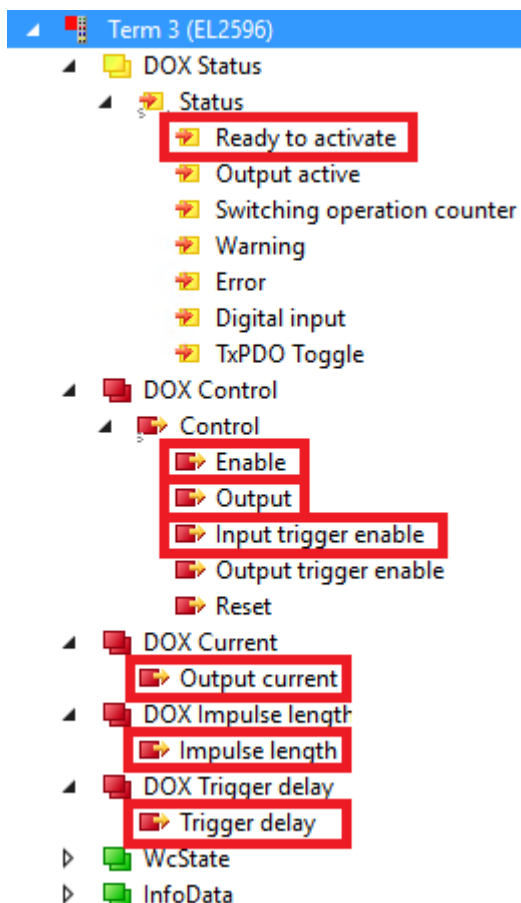 Term 3 (EL2596)
DOX Status
Status
Ready to activate
Output active
Switching operation counter
Warning
Error
Digital input
TxPDO Toggle
DOX Control
Control
Enable
Output
Input trigger enable
Output trigger enable
Reset
DOX Current
Output current
DOX Impulse length
Impulse length
DOX Trigger delay
Trigger delay
WcState
InfoData